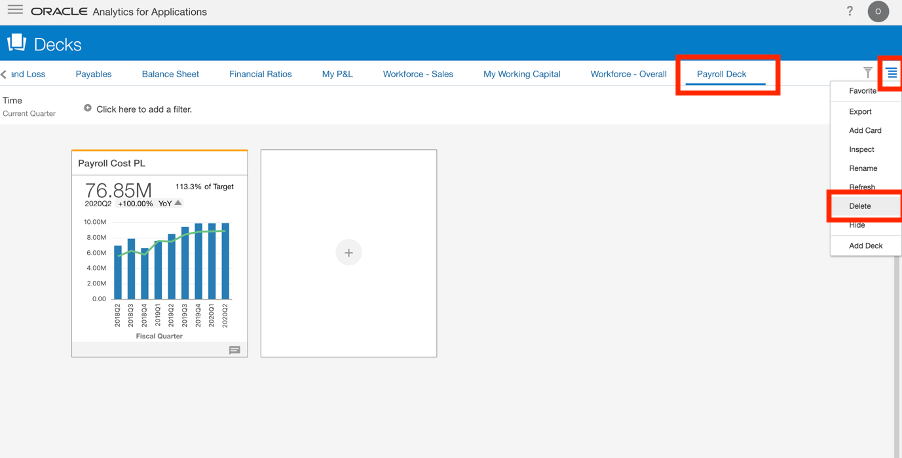 ORACLE Analytics for Applications
? O
Decks
and Loss Payables Balance Sheet Financial Ratios My P&L Workforce - Sales My Working Capital Workforce - Overall Payroll Deck
Time
Current Quarter
Click here to add a filter.
Favorite
Export
Add Card
Inspect
Rename
Refresh
Delete
Hide
Add Deck
Payroll Cost PL
76.85M 113.3% of Target
2020Q2 +100.00% YoY
10.00M
8.00M
6.00M
4.00M
2.00M
0.00
2018Q2 2018Q3 2018Q4 2019Q1 2019Q2 2019Q3 2019Q4 2020Q1 2020Q2
Fiscal Quarter